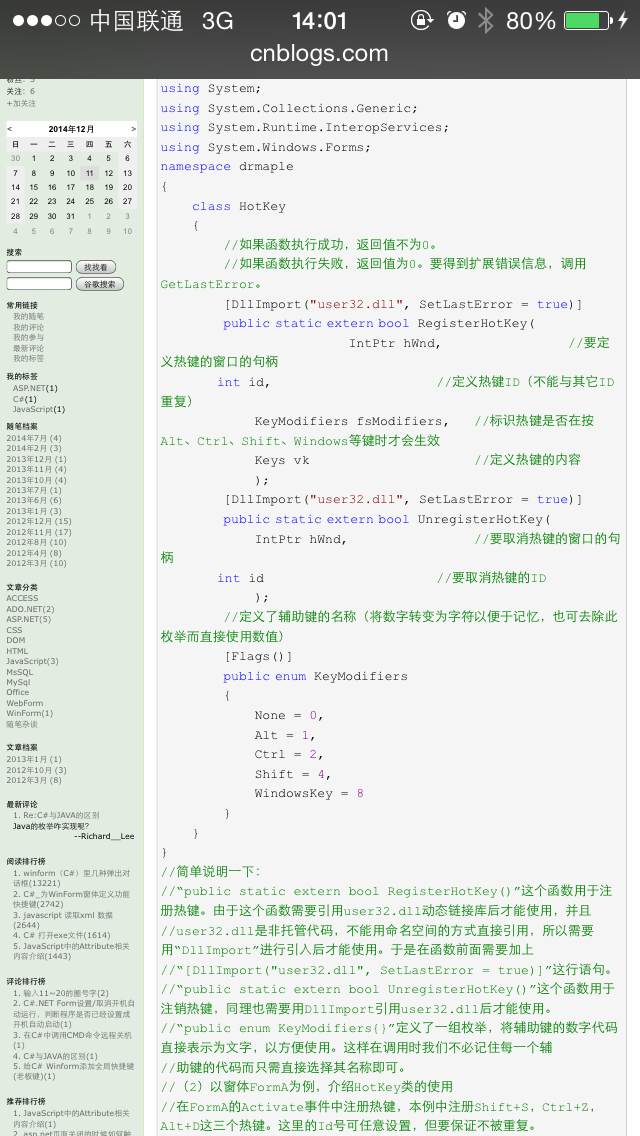 中国联通 3G 14:01 80%
cnblogs.com
关注: 6
+加关注
< 2014年12月 >
日 一 二 三 四 五 六
30 1 2 3 4 5 6
7 8 9 10 11 12 13
14 15 16 17 18 19 20
21 22 23 24 25 26 27
28 29 30 31 1 2 3
4 5 6 7 8 9 10
搜索
找找看
谷歌搜索
常用链接
我的随笔
我的评论
我的参与
最新评论
我的标签
我的标签
ASP.NET(1)
C#(1)
JavaScript(1)
随笔档案
2014年7月 (4)
2014年2月 (3)
2013年12月 (1)
2013年11月 (4)
2013年10月 (4)
2013年7月 (1)
2013年6月 (6)
2013年1月 (3)
2012年12月 (15)
2012年11月 (17)
2012年8月 (10)
2012年4月 (8)
2012年3月 (10)
文章分类
ACCESS
ADO.NET(2)
ASP.NET(5)
CSS
DOM
HTML
JavaScript(3)
MsSQL
MySql
Office
WebForm
WinForm(1)
随笔杂谈
文章档案
2013年1月 (1)
2012年10月 (3)
2012年3月 (8)
最新评论
1. Re:C#与JAVA的区别
Java的枚举咋实现呢?
--Richard__Lee
阅读排行榜
1. winform（C#）里几种弹出对
话框(13221)
2. C#_为WinForm窗体定义功能
快捷键(2742)
3. javascript 读取xml 数据
(2644)
4. C# 打开exe文件(1614)
5. JavaScript中的Attribute相关
内容介绍(1443)
评论排行榜
1. 输入11~20的圈号字(2)
2. C#.NET Form设置/取消开机自
动运行，判断程序是否已经设置成
开机自动启动(1)
3. 在C#中调用CMD命令远程关机
(1)
4. C#与JAVA的区别(1)
5. 给C# Winform添加全局快捷键
(老板键)(1)
推荐排行榜
1. JavaScript中的Attribute相关
内容介绍(1)
using System;
using System.Collections.Generic;
using System.Runtime.InteropServices;
using System.Windows.Forms;
namespace drmaple
{
class HotKey
{
//如果函数执行成功，返回值不为0。
//如果函数执行失败，返回值为0。要得到扩展错误信息，调用
GetLastError。
[DllImport("user32.dll", SetLastError = true)]
public static extern bool RegisterHotKey(
IntPtr hWnd, //要定
义热键的窗口的句柄
int id, //定义热键ID（不能与其它ID
重复）
KeyModifiers fsModifiers, //标识热键是否在按
Alt、Ctrl、Shift、Windows等键时才会生效
Keys vk //定义热键的内容
);
[DllImport("user32.dll", SetLastError = true)]
public static extern bool UnregisterHotKey(
IntPtr hWnd, //要取消热键的窗口的句
柄
int id //要取消热键的ID
);
//定义了辅助键的名称（将数字转变为字符以便于记忆，也可去除此
枚举而直接使用数值）
[Flags()]
public enum KeyModifiers
{
None = 0,
Alt = 1,
Ctrl = 2,
Shift = 4,
WindowsKey = 8
}
}
}
//简单说明一下：
//“public static extern bool RegisterHotKey()”这个函数用于注
册热键。由于这个函数需要引用user32.dll动态链接库后才能使用，并且
//user32.dll是非托管代码，不能用命名空间的方式直接引用，所以需要
用“DllImport”进行引入后才能使用。于是在函数前面需要加上
//“[DllImport("user32.dll", SetLastError = true)]”这行语句。
//“public static extern bool UnregisterHotKey()”这个函数用于
注销热键，同理也需要用DllImport引用user32.dll后才能使用。
//“public enum KeyModifiers{}”定义了一组枚举，将辅助键的数字代码
直接表示为文字，以方便使用。这样在调用时我们不必记住每一个辅
//助键的代码而只需直接选择其名称即可。
//（2）以窗体FormA为例，介绍HotKey类的使用
//在FormA的Activate事件中注册热键，本例中注册Shift+S，Ctrl+Z，
Alt+D这三个热键。这里的Id号可任意设置，但要保证不被重复。